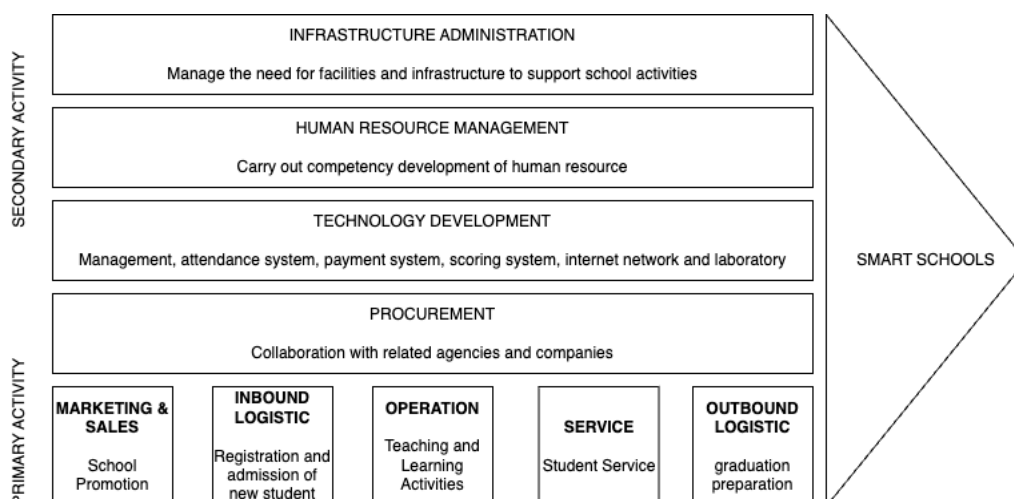 SECONDARY ACTIVITY
INFRASTRUCTURE ADMINISTRATION
Manage the need for facilities and infrastructure to support school activities
HUMAN RESOURCE MANAGEMENT
Carry out competency development of human resource
TECHNOLOGY DEVELOPMENT
Management, attendance system, payment system, scoring system, internet network and laboratory
PROCUREMENT
Collaboration with related agencies and companies
SMART SCHOOLS
PRIMARY ACTIVITY
MARKETING &
SALES
School
Promotion
INBOUND
LOGISTIC
Registration and
admission of
new student
OPERATION
Teaching and
Learning
Activities
SERVICE
Student Service
OUTBOUND
LOGISTIC
graduation
preparation